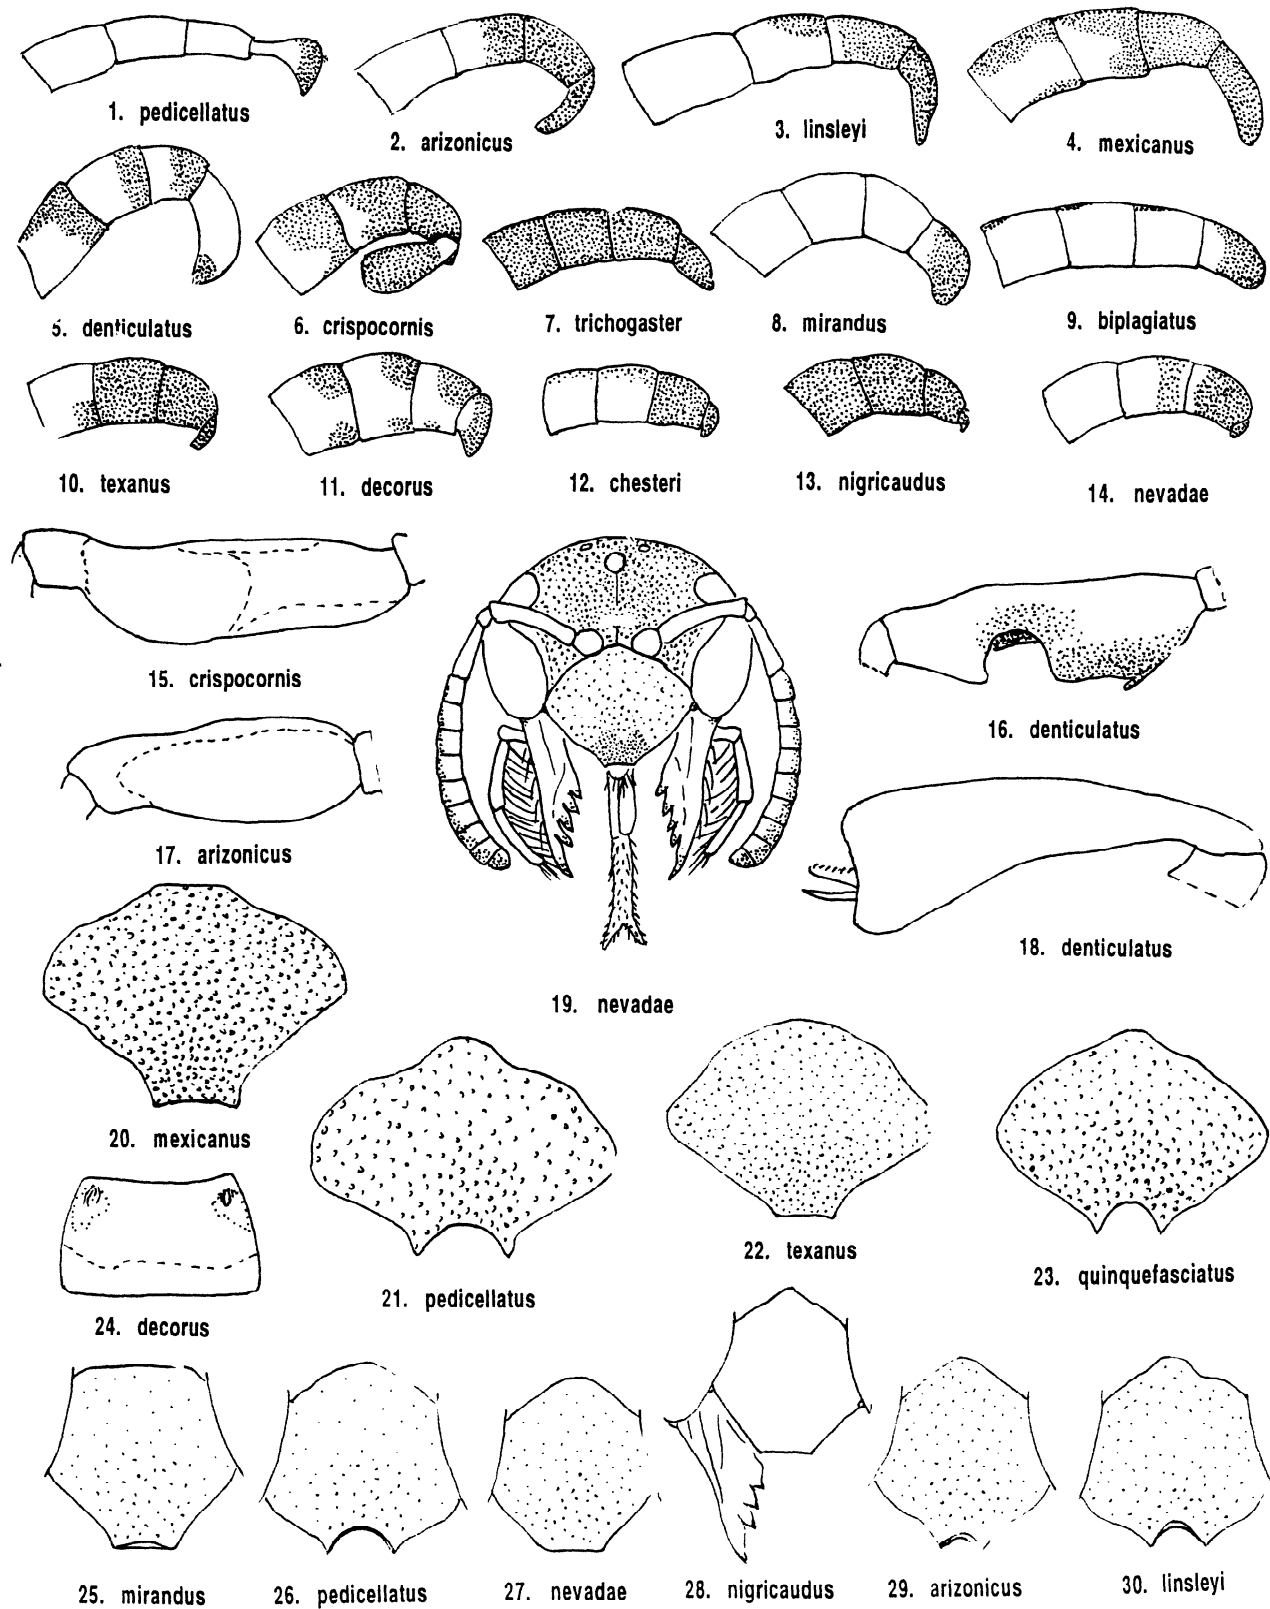 1. pedicellatus
2. arizonicus
3. linsleyi
4. mexicanus
5. denticulatus
6. crispocornis
7. trichogaster
8. mirandus
9. biplagiatus
10. texanus
11. decorus
12. chesteri
13. nigricaudus
14. nevadae
15. crispocornis
16. denticulatus
17. arizonicus
18. denticulatus
19. nevadae
20. mexicanus
21. pedicellatus
22. texanus
23. quinquefasciatus
24. decorus
25. mirandus
26. pedicellatus
27. nevadae
28. nigricaudus
29. arizonicus
30. linsleyi